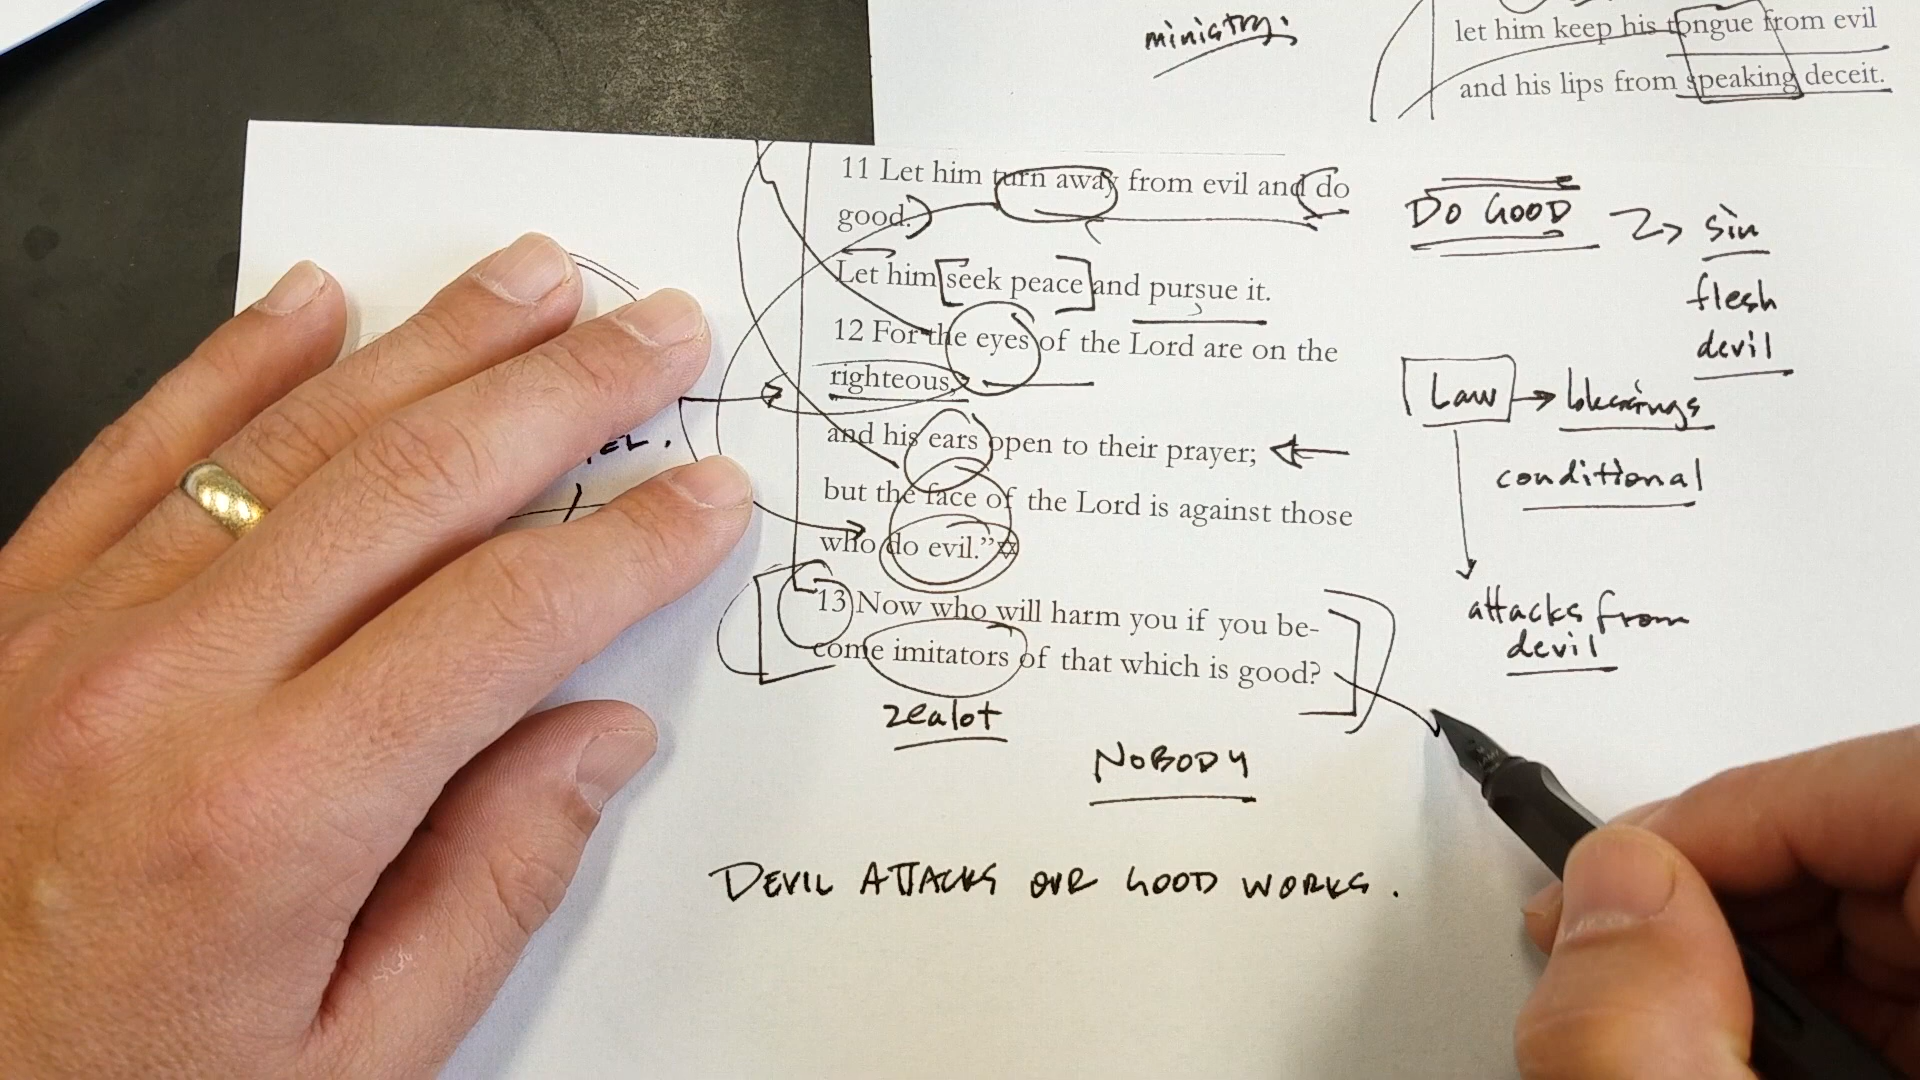 ministry:
let him keep his tongue from evil
and his lips from speaking deceit.
11 Let him turn away from evil and do
good.
Let him seek peace and pursue it.
12 For the eyes of the Lord are on the
righteous,
and his ears open to their prayer;
but the face of the Lord is against those
who do evil.”✡
13 Now who will harm you if you be-
come imitators of that which is good?
zealot
NOBODY
DEVIL ATTACKS OUR GOOD WORKS.
DO GOOD
sin
flesh
devil
Law → blessings
conditional
attacks from
devil